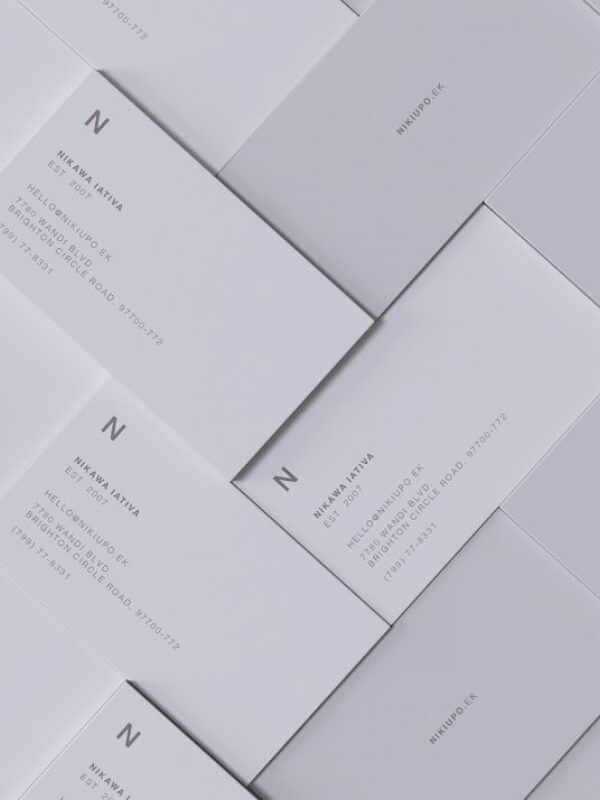 97700-772
NIKIUPO.EK
N
NIKAWA IATIVA
EST. 2007
HELLO@NIKIUPO.EK
7780 WANDI BLVD.
BRIGHTON CIRCLE ROAD. 97700-772
799) 77-8331
N
NIKAWA IATIVA
EST. 2007
HELLO@NIKIUPO.EK
7780 WANDI BLVD.
BRIGHTON CIRCLE ROAD. 97700-772
(799) 77-8331
N
NIKAWA IATIVA
EST. 2007
HELLO@NIKIUPO.EK
7780 WANDI BLVD.
BRIGHTON CIRCLE ROAD. 97700-772
(799) 77-8331
NIKIUPO.EK
N
NIKAWA
EST.